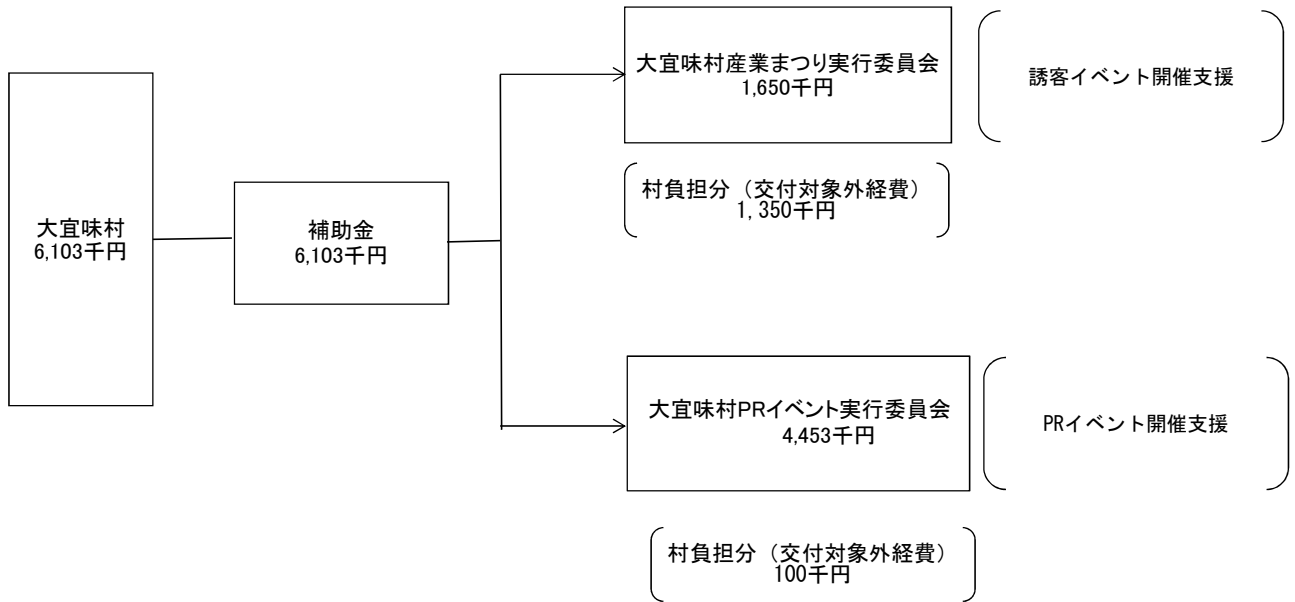 大宜味村
6,103千円
補助金
6,103千円
大宜味村産業まつり実行委員会
1,650千円
誘客イベント開催支援
村負担分（交付対象外経費）
1,350千円
大宜味村PRイベント実行委員会
4,453千円
PRイベント開催支援
村負担分（交付対象外経費）
100千円